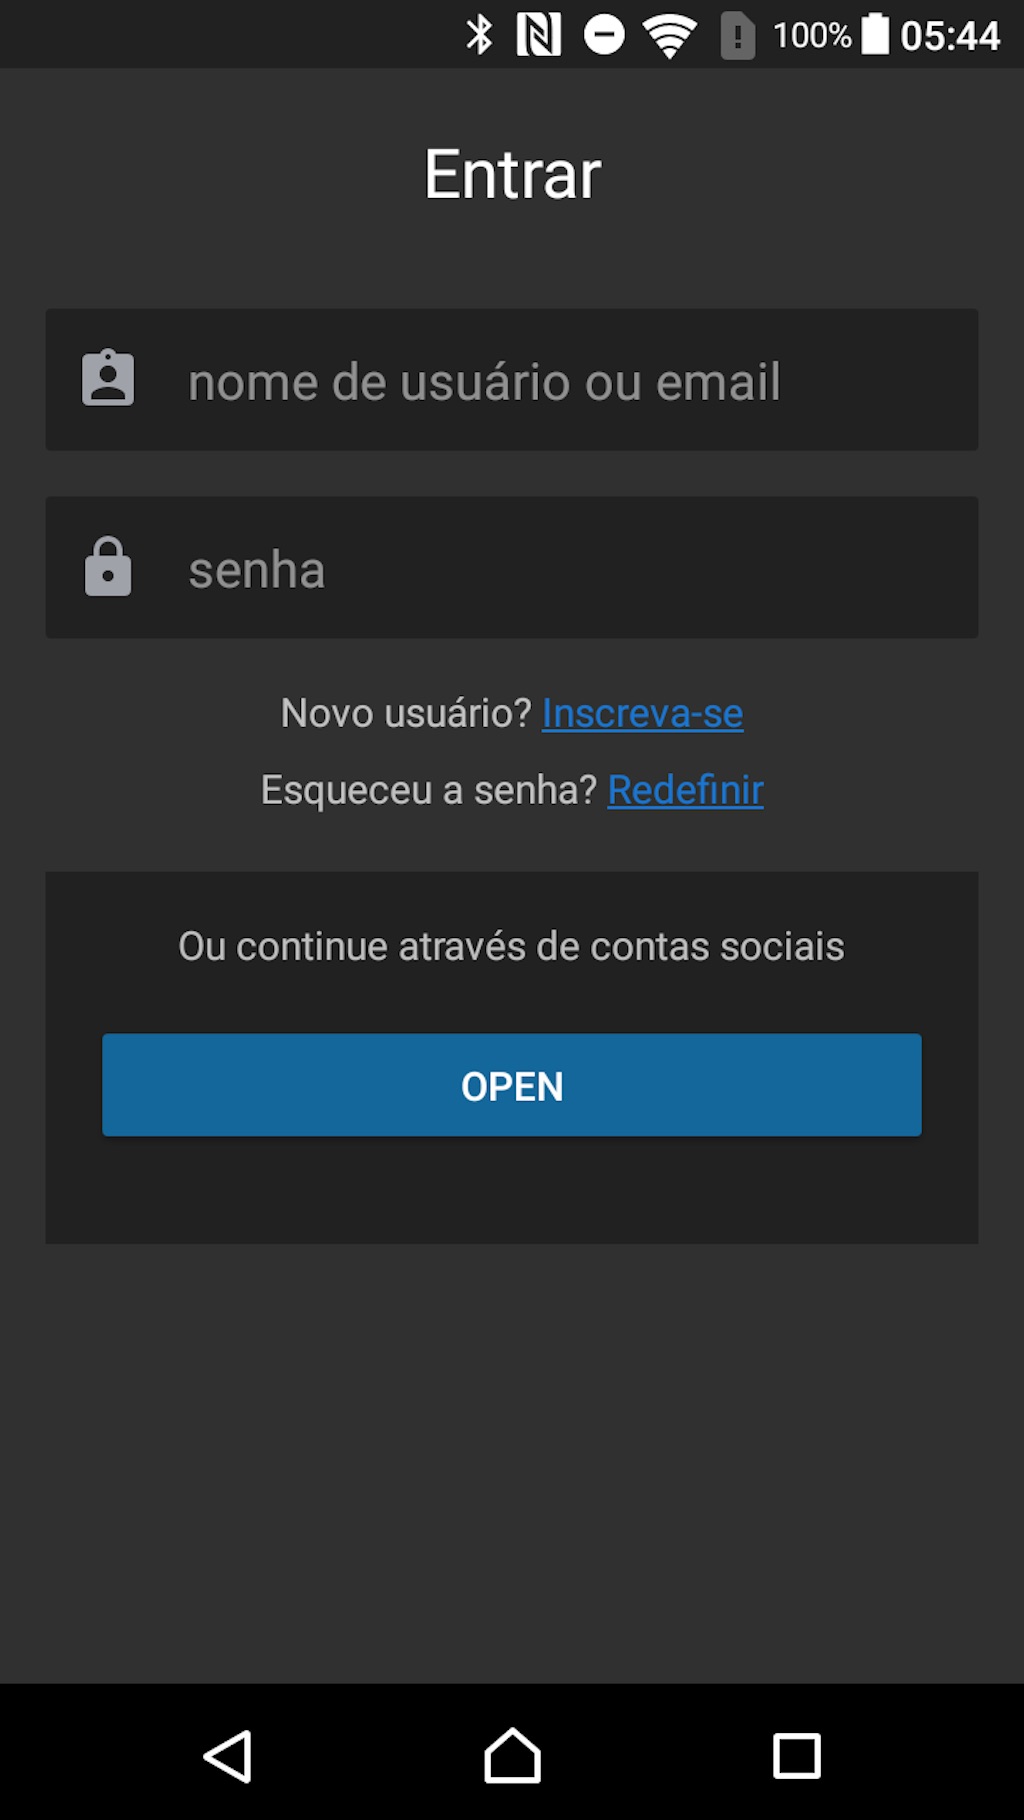 100% 05:44
Entrar
nome de usuário ou email
senha
Novo usuário? Inscreva-se
Esqueceu a senha? Redefinir
Ou continue através de contas sociais
OPEN